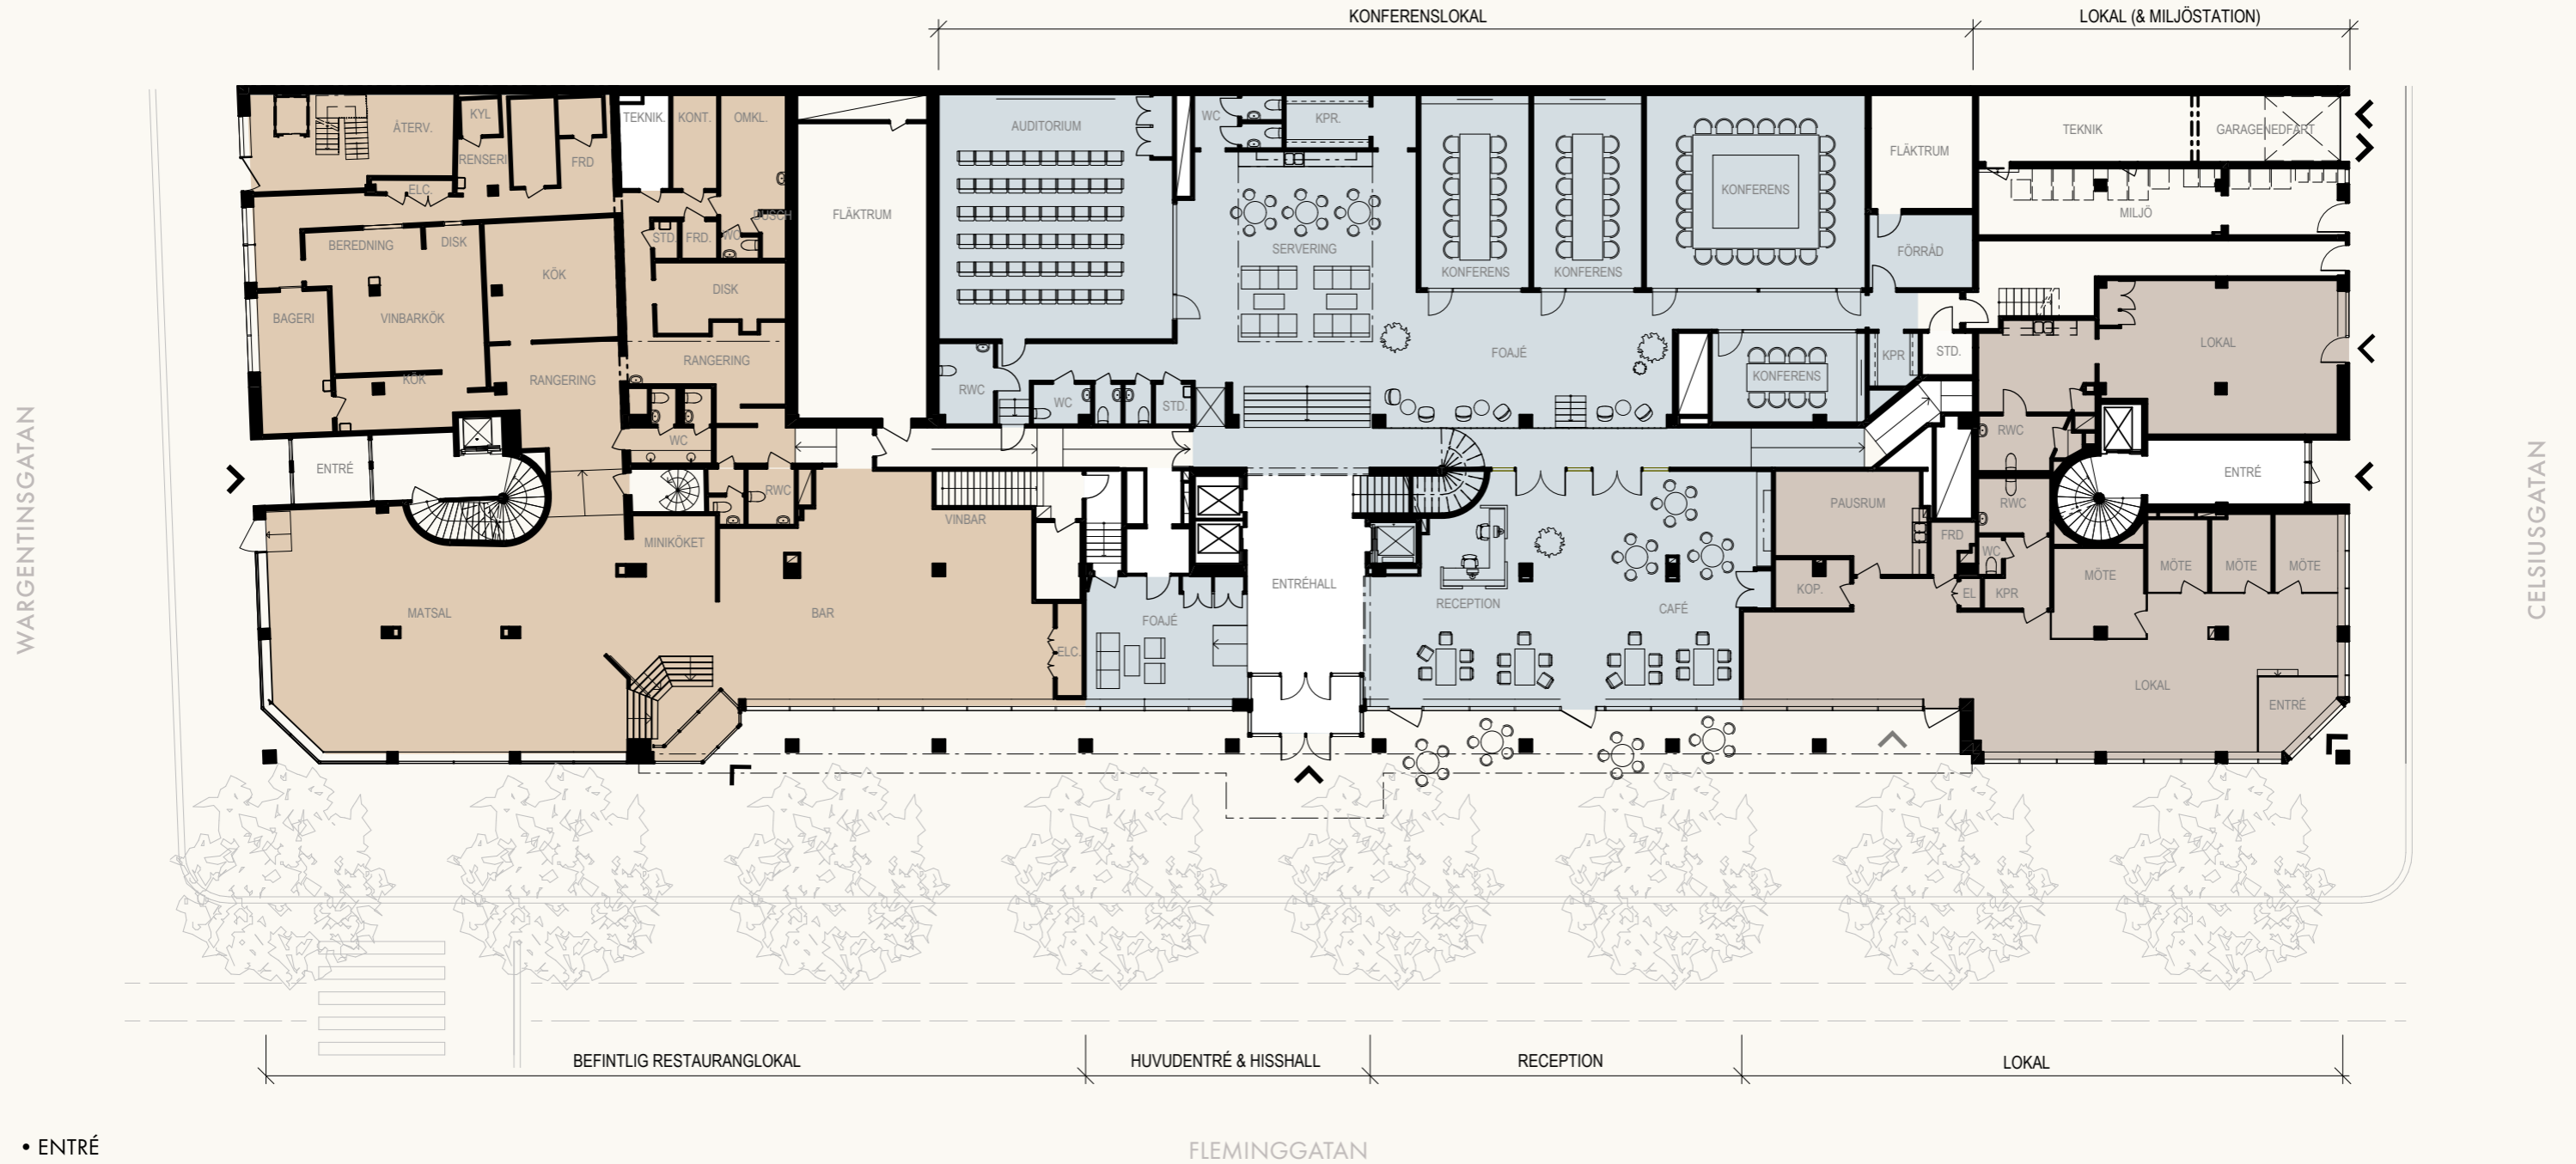 KONFERENSLOKAL
LOKAL (& MILJÖSTATION)
ÅTERV.
KYL
RENSERI
FRD
ELC.
TEKNIK.
KONT.
OMKL.
DUSCH
STD.
FRD.
WC
FLÄKTRUM
AUDITORIUM
WC
KPR.
SERVERING
KONFERENS
KONFERENS
KONFERENS
FLÄKTRUM
FÖRRÅD
TEKNIK
GARAGENEDFART
MILJÖ
BEREDNING
DISK
KÖK
DISK
BAGERI
VINBARKÖK
KÖK
RANGERING
RANGERING
RWC
WC
STD.
FOAJÉ
KONFERENS
KPR
STD.
LOKAL
RWC
WC
ENTRÉ
RWC
ENTRÉ
VINBAR
MINIKÖKET
MATSAL
BAR
ELC.
FOAJÉ
ENTRÉHALL
RECEPTION
CAFÉ
PAUSRUM
KOP.
FRD
EL
KPR
WC
RWC
MÖTE
MÖTE
MÖTE
MÖTE
LOKAL
ENTRÉ
WARGENTINSGATAN
CELSIUSGATAN
BEFINTLIG RESTAURANGLOKAL
HUVUDENTRÉ & HISSHALL
RECEPTION
LOKAL
• ENTRÉ
FLEMINGGATAN